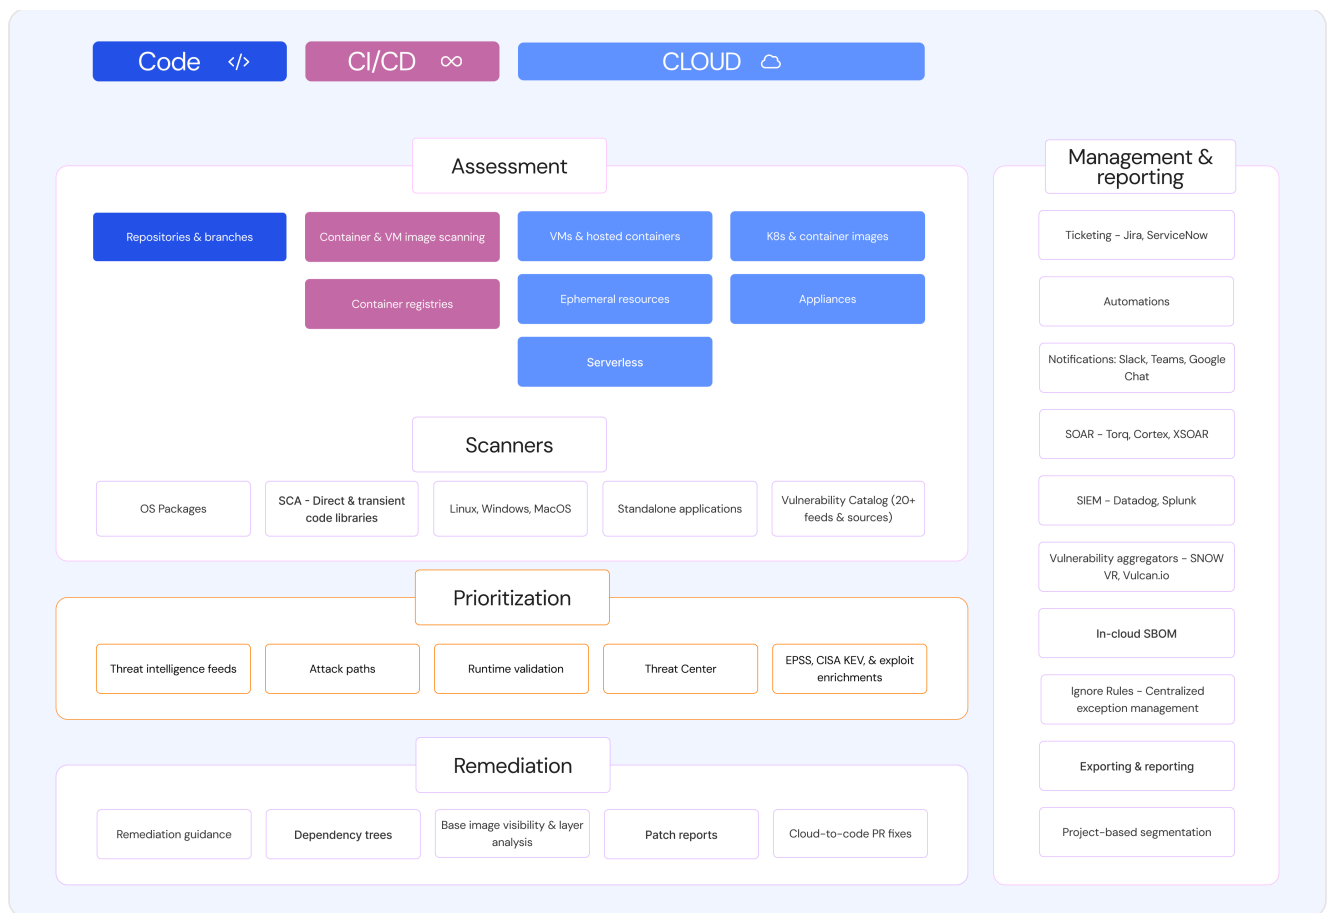 Code </>
CI/CD
CLOUD
Assessment
Repositories & branches
Container & VM image scanning
VMs & hosted containers
K8s & container images
Container registries
Ephemeral resources
Appliances
Serverless
Scanners
OS Packages
SCA - Direct & transient
code libraries
Linux, Windows, MacOS
Standalone applications
Vulnerability Catalog (20+
feeds & sources)
Prioritization
Threat intelligence feeds
Attack paths
Runtime validation
Threat Center
EPSS, CISA KEV, & exploit
enrichments
Remediation
Remediation guidance
Dependency trees
Base image visibility & layer
analysis
Patch reports
Cloud-to-code PR fixes
Management &
reporting
Ticketing - Jira, ServiceNow
Automations
Notifications: Slack, Teams, Google
Chat
SOAR - Torq, Cortex, XSOAR
SIEM - Datadog, Splunk
Vulnerability aggregators - SNOW
VR, Vulcan.io
In-cloud SBOM
Ignore Rules - Centralized
exception management
Exporting & reporting
Project-based segmentation